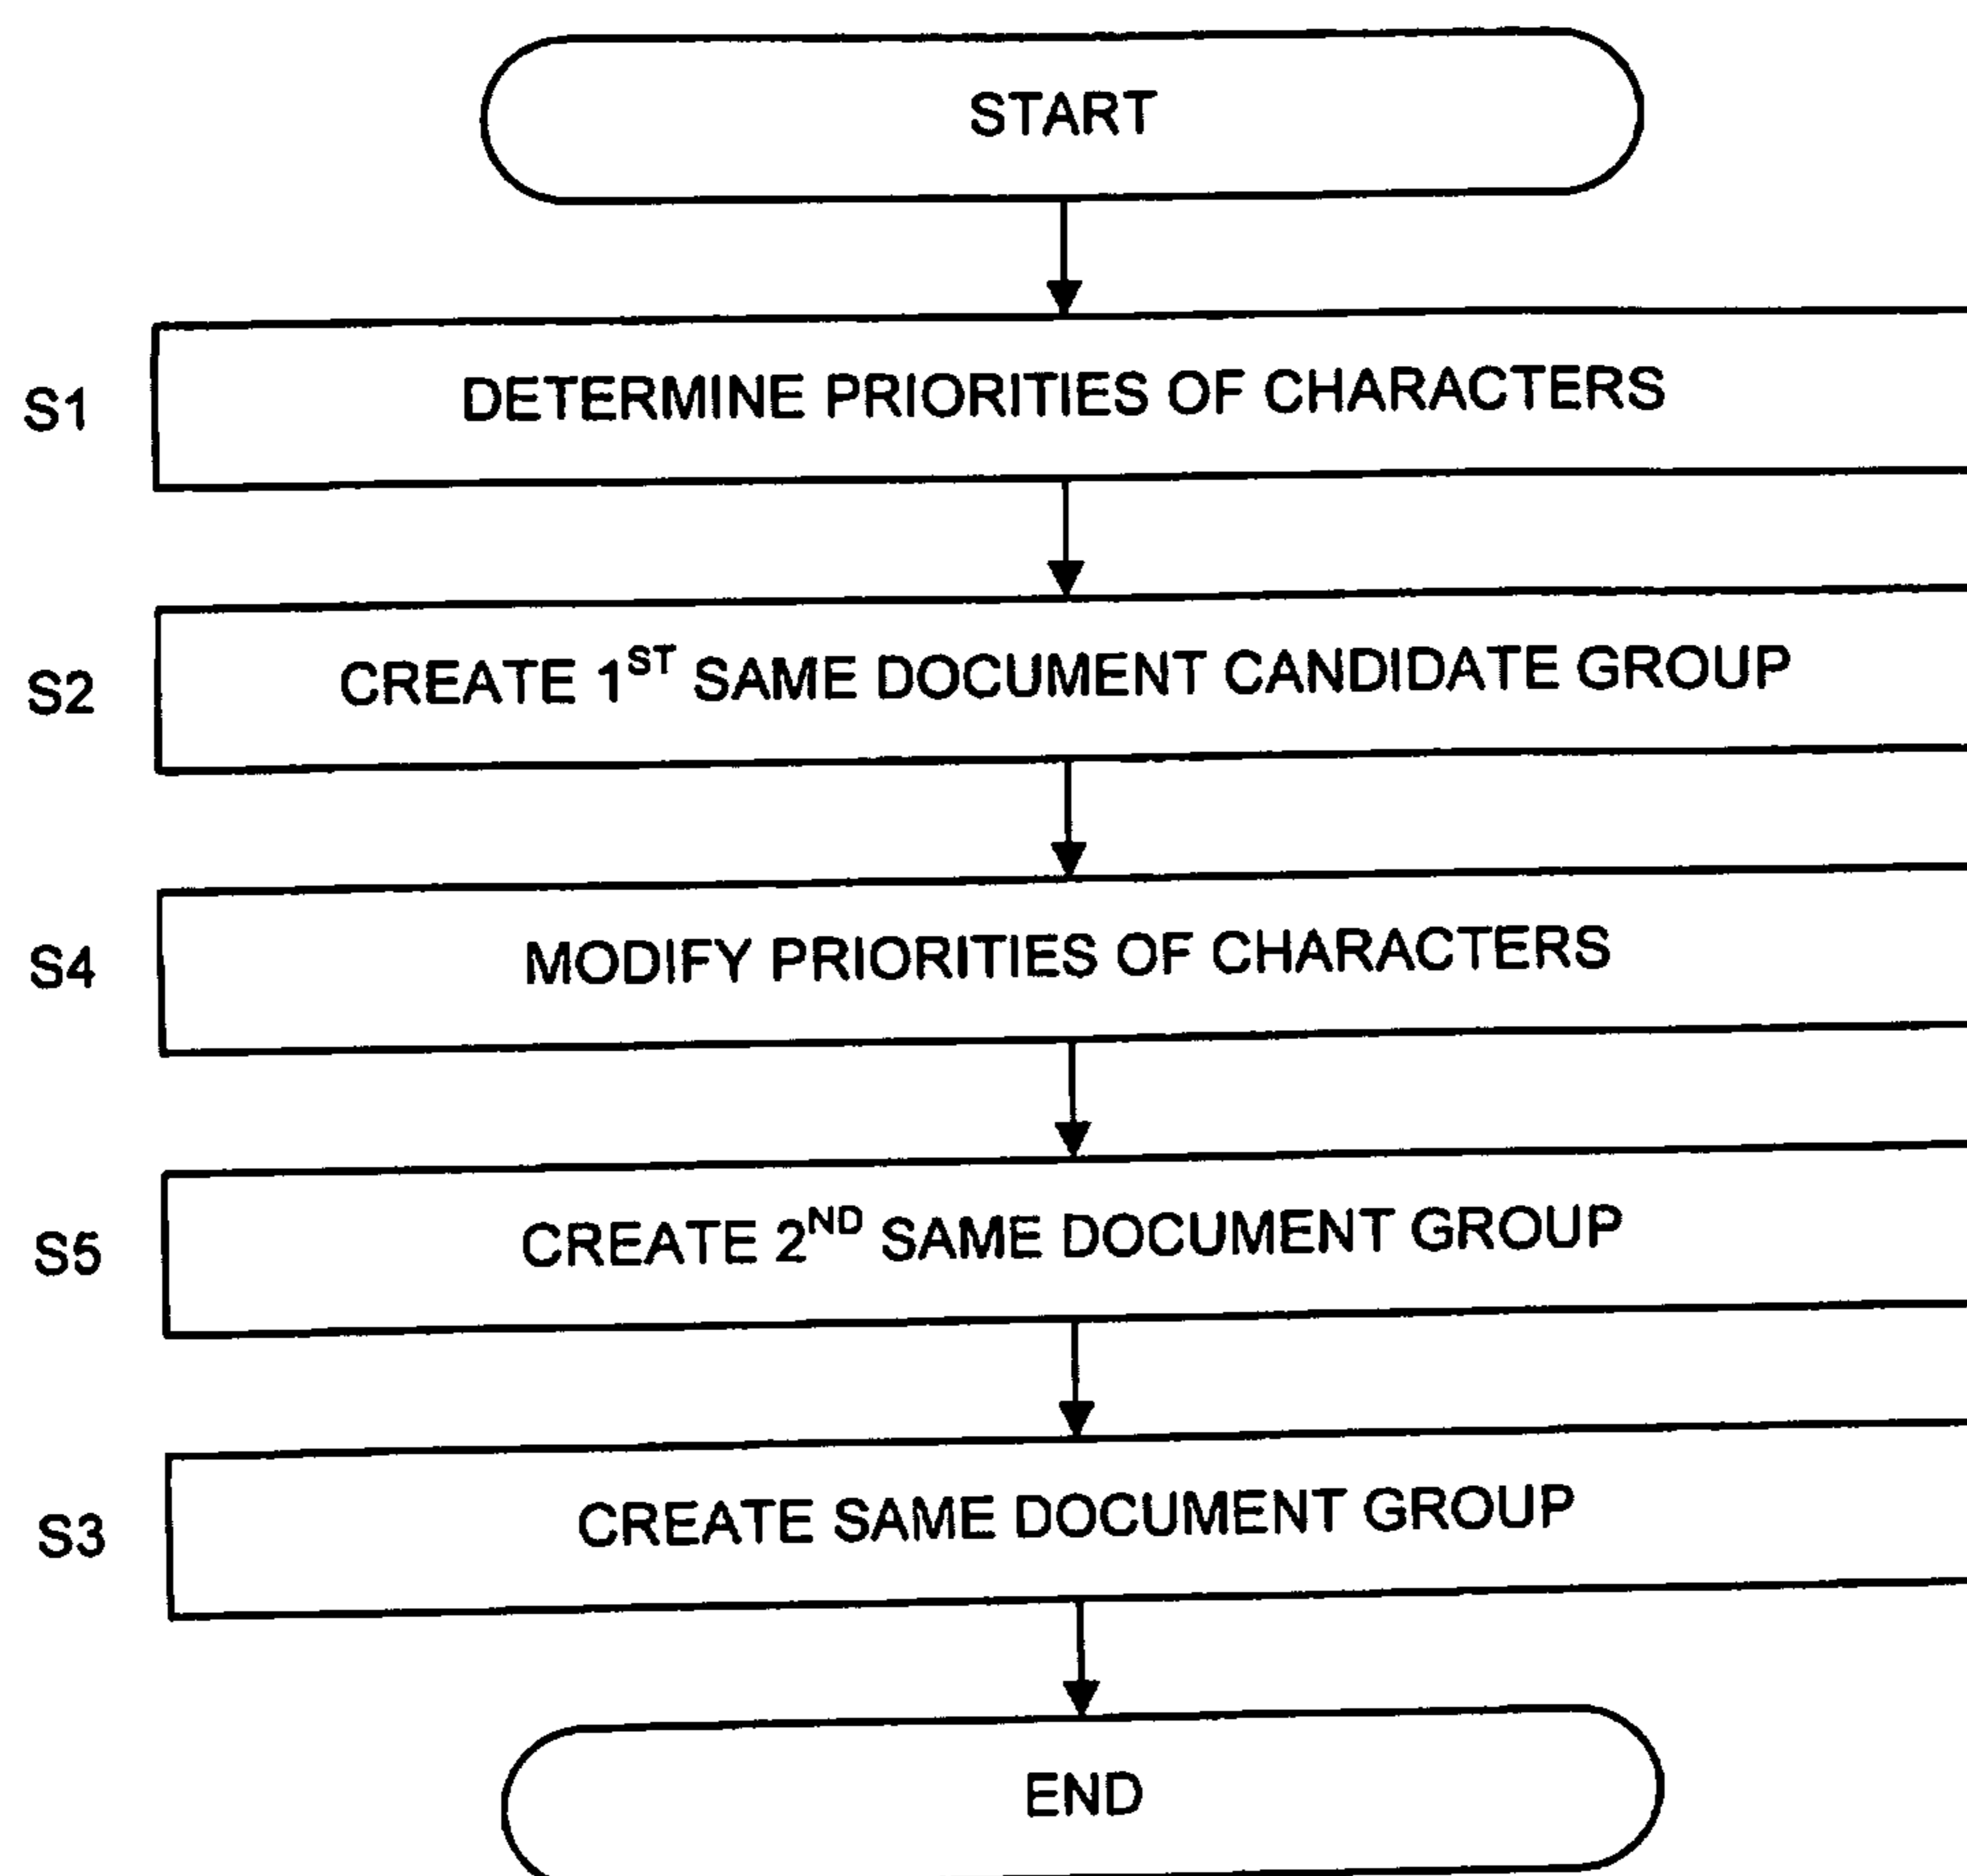 START
S1 DETERMINE PRIORITIES OF CHARACTERS
S2 CREATE 1ST SAME DOCUMENT CANDIDATE GROUP
S4 MODIFY PRIORITIES OF CHARACTERS
S5 CREATE 2ND SAME DOCUMENT GROUP
S3 CREATE SAME DOCUMENT GROUP
END